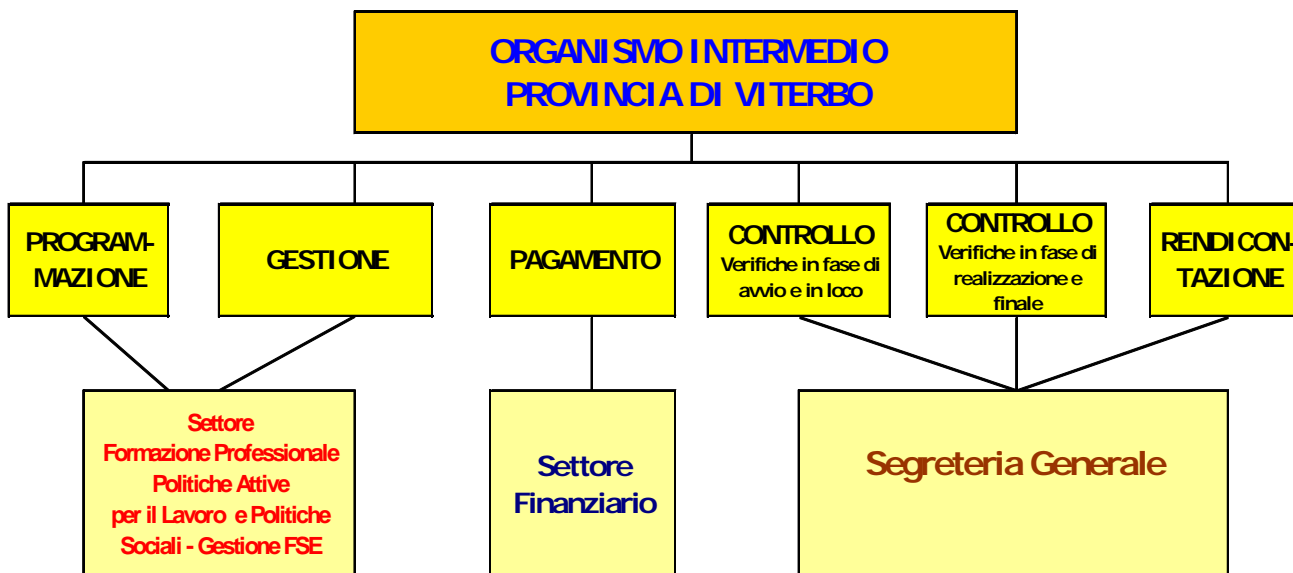 ORGANISMO INTERMEDIO
PROVINCIA DI VITERBO
PROGRAM-
MAZIONE
GESTIONE
PAGAMENTO
CONTROLLO
Verifiche in fase di
avvio e in loco
CONTROLLO
Verifiche in fase di
realizzazione e
finale
RENDICON-
TAZIONE
Settore
Formazione Professionale
Politiche Attive
per il Lavoro e Politiche
Sociali - Gestione FSE
Settore
Finanziario
Segreteria Generale